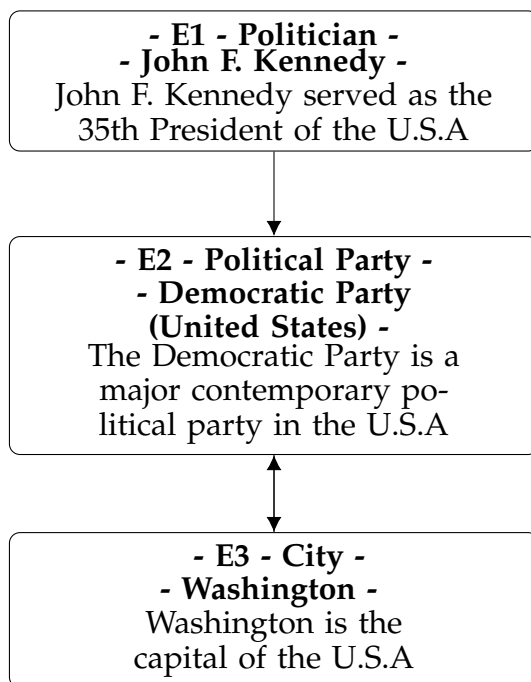 - E1 - Politician -
- John F. Kennedy -
John F. Kennedy served as the
35th President of the U.S.A
- E2 - Political Party -
- Democratic Party
(United States) -
The Democratic Party is a
major contemporary po-
litical party in the U.S.A
- E3 - City -
- Washington -
Washington is the
capital of the U.S.A